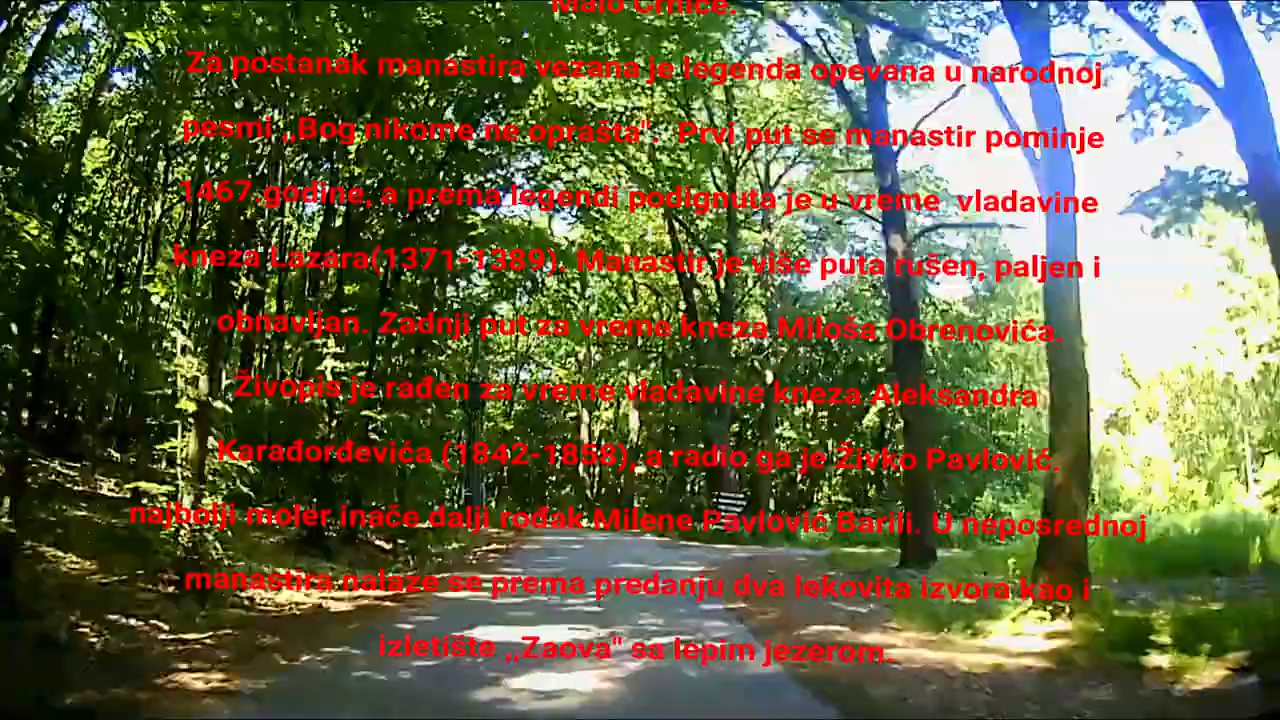 Malo Crniće.
Za postanak manastira vezana je legenda opevana u narodnoj
pesmi ,,Bog nikome ne oprašta". Prvi put se manastir pominje
1467.godine, a prema legendi podignuta je u vreme vladavine
kneza Lazara(1371-1389). Manastir je više puta rušen, paljen i
obnavljan. Zadnji put za vreme kneza Miloša Obrenovića.
Živopis je rađen za vreme vladavine kneza Aleksandra
Karađorđevića (1842-1858), a radio ga je Živko Pavlović.
najbolji moler inače dalji rođak Milene Pavlović Barili. U neposrednoj
manastira nalaze se prema predanju dva lekovita izvora kao i
izletište ,,Zaova" sa lepim jezerom.